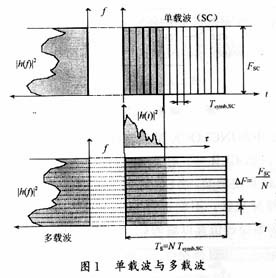 f
单载波（SC）
|h(f)|²
F_SC
t
T_symb,SC
|h(t)|²
f
τ
|h(f)|²
ΔF= F_SC / N
t
多载波
T_S=N T_symb,SC
图1 单载波与多载波